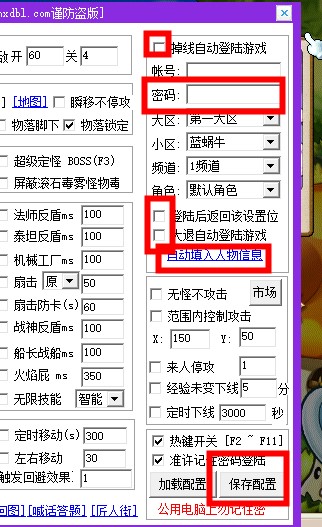 nxdbl.com谨防盗版]
放开 60 关 4
[地图] 瞬移不停攻
物落脚下 物落锁定
超级定怪 BOSS(F3)
屏蔽滚石毒雾怪物毒
法师反盾ms 100
泰坦反盾ms 100
机械工厂ms 100
扇击 原 50
扇击防卡(s) 60
战神反盾ms 100
船长战船ms 100
火焰屁 ms 350
无限技能 智能
定时移动(s) 300
左右移动 30
触发回避效果: 1
回图] [喊话答题] [匠人街]
掉线自动登陆游戏
帐号:
密码:
大区: 第一大区
小区: 蓝蜗牛
频道: 1频道
角色: 默认角色
登陆后返回该设置位
大退自动登陆游戏
自动填入人物信息
无怪不攻击 市场
范围内控制攻击
X: 150 Y: 50
来人停攻 1
经验未变下线 5 分
定时下线 3000 秒
热键开关 [F2 ~ F11]
准许记住密码登陆
加载配置 保存配置
公用电脑上勿记住密